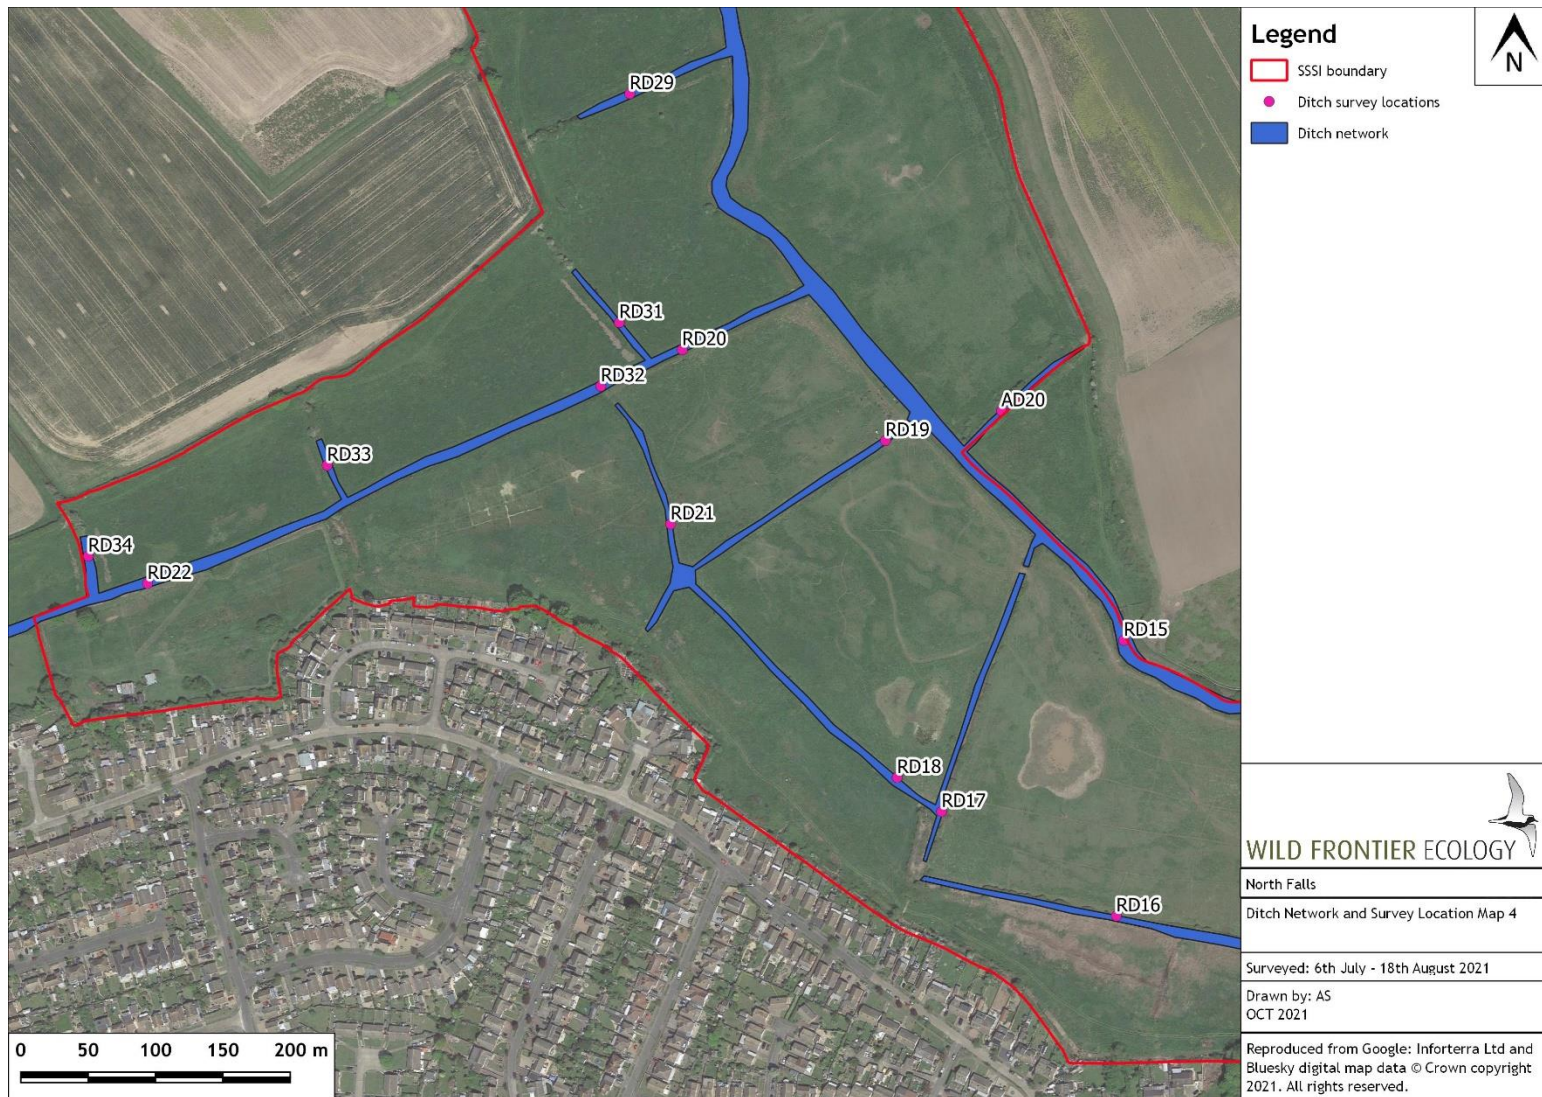 RD29
RD31
RD20
RD32
AD20
RD19
RD33
RD21
RD34
RD22
RD15
RD18
RD17
RD16
0 50 100 150 200 m
Legend
SSSI boundary
Ditch survey locations
Ditch network
N
WILD FRONTIER ECOLOGY
North Falls
Ditch Network and Survey Location Map 4
Surveyed: 6th July - 18th August 2021
Drawn by: AS
OCT 2021
Reproduced from Google: Inforterra Ltd and
Bluesky digital map data © Crown copyright
2021. All rights reserved.